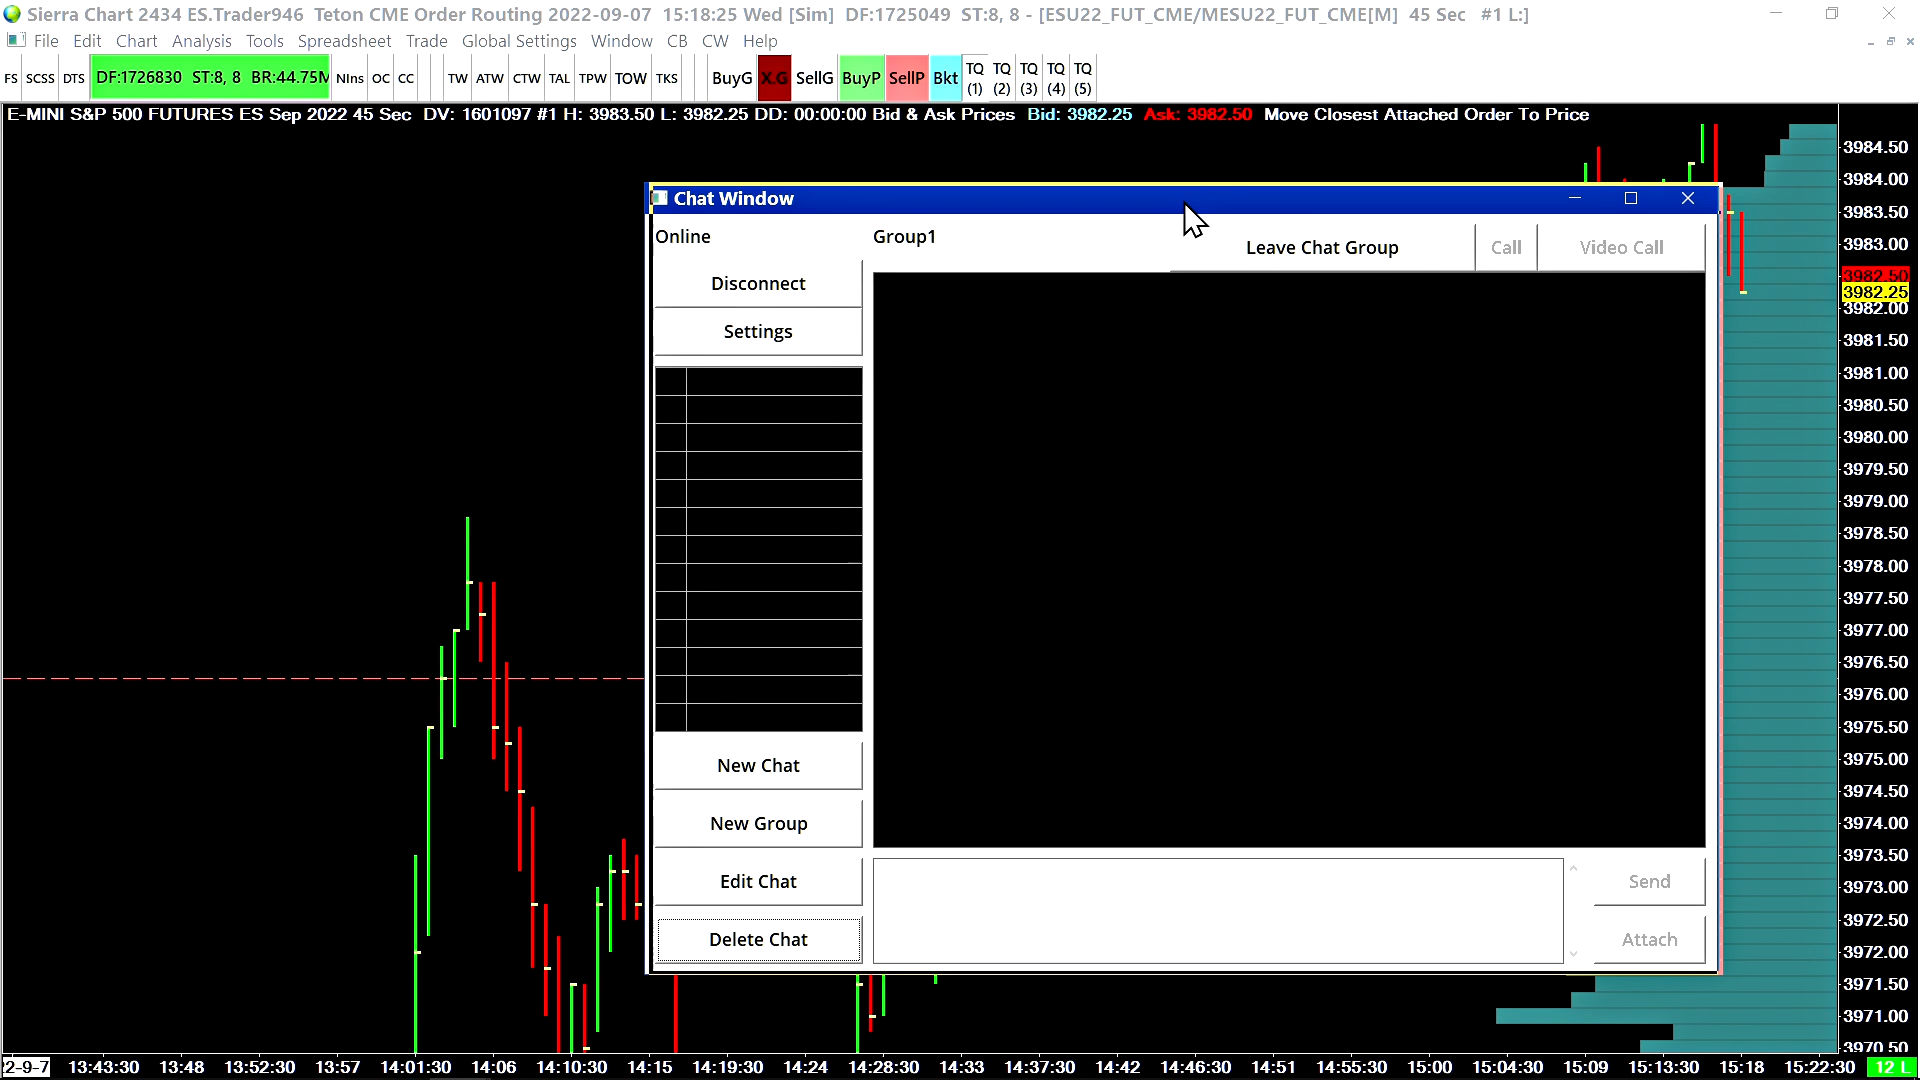 Sierra Chart 2434 ES.Trader946 Teton CME Order Routing 2022-09-07 15:18:25 Wed [Sim] DF:1725049 ST:8, 8 - [ESU22_FUT_CME/MESU22_FUT_CME[M] 45 Sec #1 L:]
File Edit Chart Analysis Tools Spreadsheet Trade Global Settings Window CB CW Help
FS SCSS DTS DF:1726830 ST:8, 8 BR:44.75M NIns OC CC TW ATW CTW TAL TPW TOW TKS BuyG X.G SellG BuyP SellP Bkt TQ (1) TQ (2) TQ (3) TQ (4) TQ (5)
E-MINI S&P 500 FUTURES ES Sep 2022 45 Sec DV: 1601097 #1 H: 3983.50 L: 3982.25 DD: 00:00:00 Bid & Ask Prices Bid: 3982.25 Ask: 3982.50 Move Closest Attached Order To Price
Chat Window
Online
Group1
Leave Chat Group
Call
Video Call
Disconnect
Settings
New Chat
New Group
Edit Chat
Delete Chat
Send
Attach
3984.50
3984.00
3983.50
3983.00
3982.50
3982.25
3982.00
3981.50
3981.00
3980.50
3980.00
3979.50
3979.00
3978.50
3978.00
3977.50
3977.00
3976.50
3976.00
3975.50
3975.00
3974.50
3974.00
3973.50
3973.00
3972.50
3972.00
3971.50
3971.00
3970.50
2-9-7 13:43:30 13:48 13:52:30 13:57 14:01:30 14:06 14:10:30 14:15 14:19:30 14:24 14:28:30 14:33 14:37:30 14:42 14:46:30 14:51 14:55:30 15:00 15:04:30 15:09 15:13:30 15:18 15:22:30 12 L